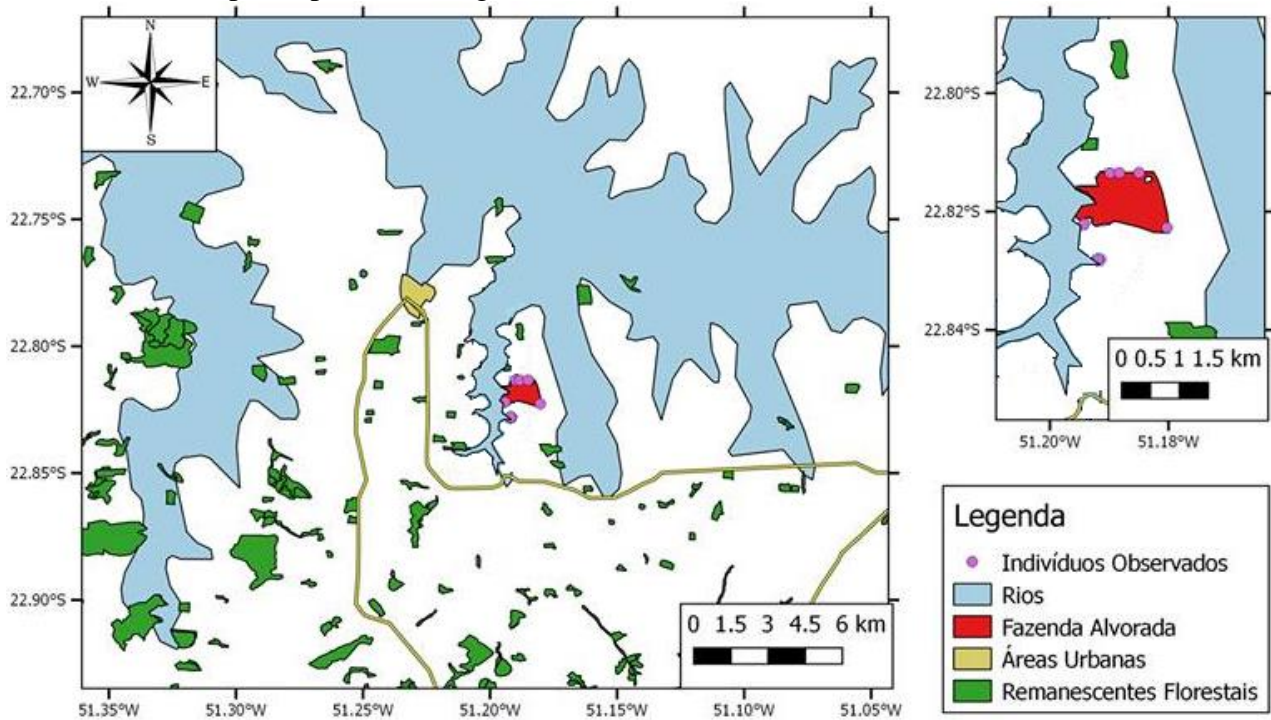 N
W E
S
22.70°S
22.75°S
22.80°S
22.85°S
22.90°S
51.35°W 51.30°W 51.25°W 51.20°W 51.15°W 51.10°W 51.05°W
0 1.5 3 4.5 6 km
22.80°S
22.82°S
22.84°S
51.20°W 51.18°W
0 0.5 1 1.5 km
Legenda
Indivíduos Observados
Rios
Fazenda Alvorada
Áreas Urbanas
Remanescentes Florestais